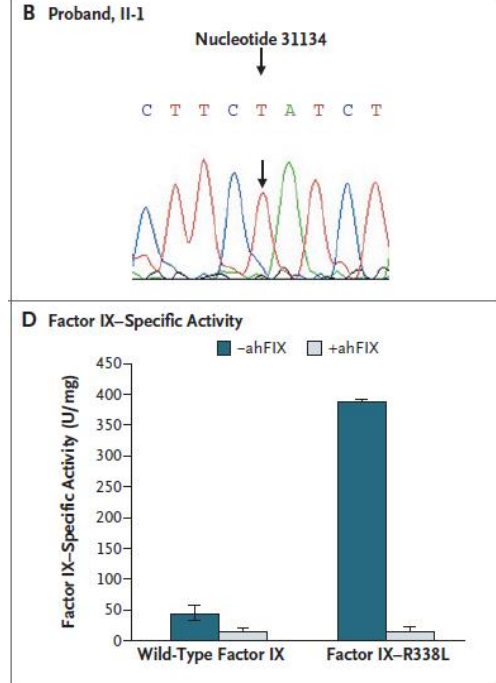 B Proband, II-1
Nucleotide 31134
C T T C T A T C T
D Factor IX–Specific Activity
–ahFIX +ahFIX
Factor IX–Specific Activity (U/mg)
450
400
350
300
250
200
150
100
50
0
Wild-Type Factor IX Factor IX–R338L